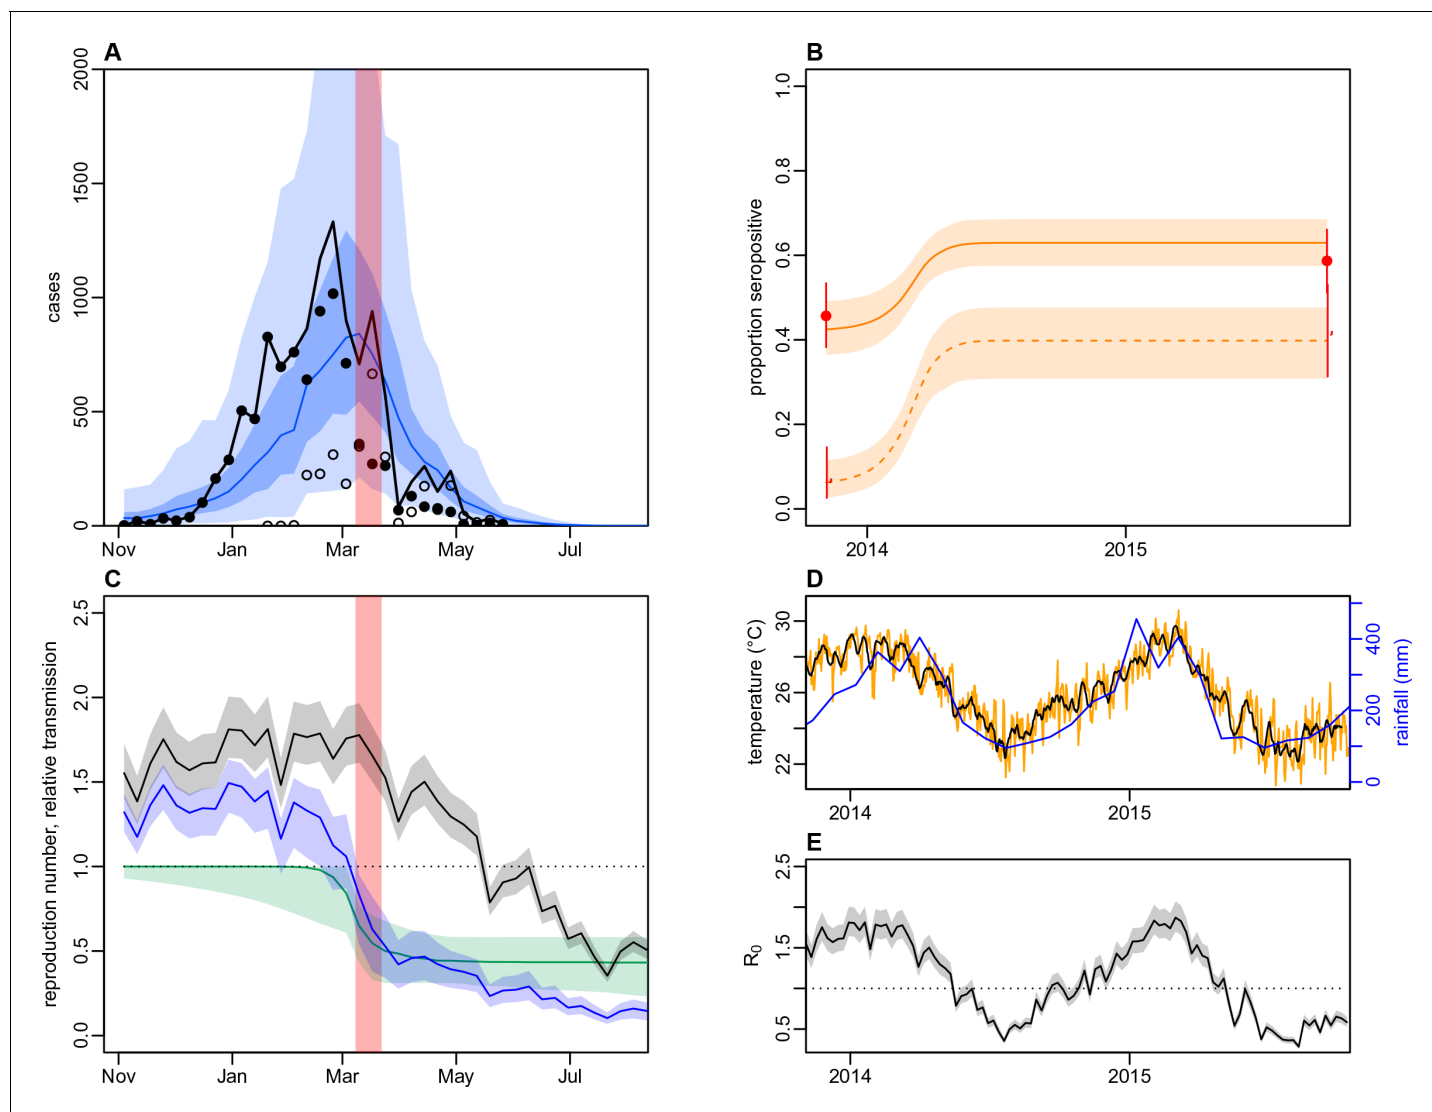 A
cases
0
500
1000
1500
2000
Nov
Jan
Mar
May
Jul
B
proportion seropositive
0.0
0.2
0.4
0.6
0.8
1.0
2014
2015
C
reproduction number, relative transmission
0.0
0.5
1.0
1.5
2.0
2.5
Nov
Jan
Mar
May
Jul
D
temperature (°C)
22
26
30
rainfall (mm)
0
200
400
2014
2015
E
R0
0.5
1.5
2.5
2014
2015